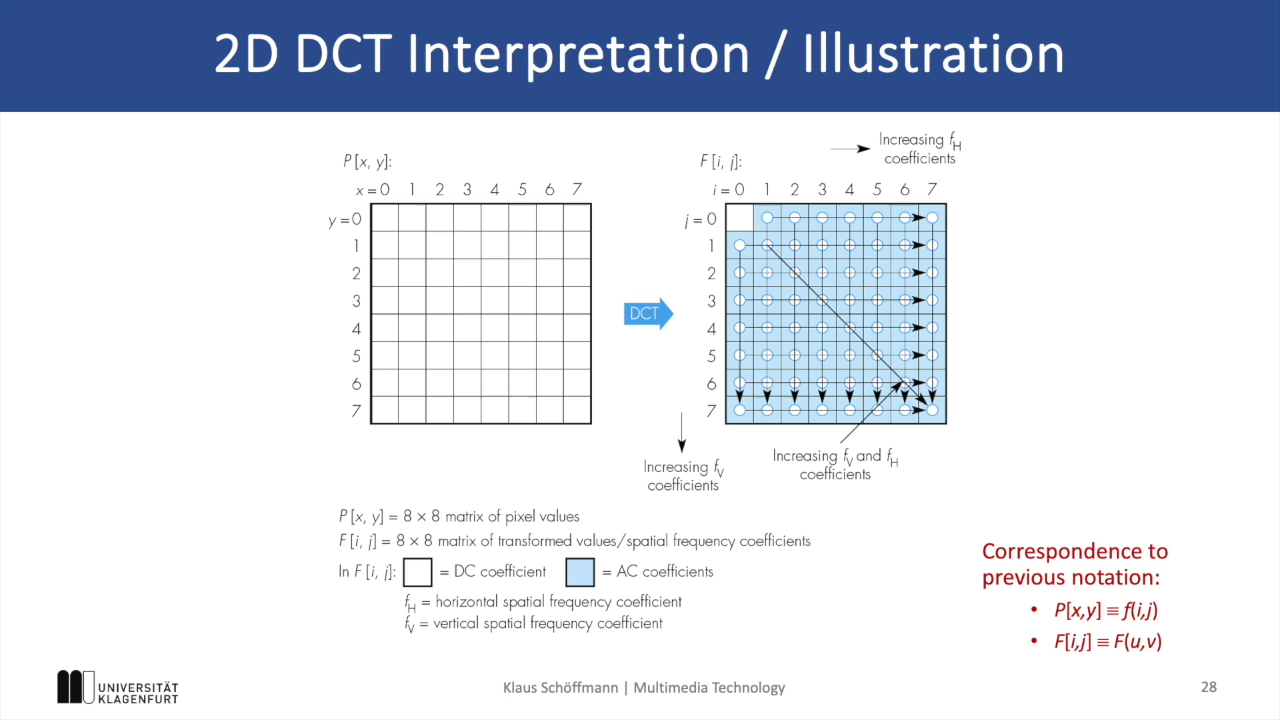 2D DCT Interpretation / Illustration
P[x, y]:
x = 0 1 2 3 4 5 6 7
y = 0
1
2
3
4
5
6
7
DCT
F[i, j]:
Increasing fH
coefficients
i = 0 1 2 3 4 5 6 7
j = 0
1
2
3
4
5
6
7
Increasing fV
coefficients
Increasing fV and fH
coefficients
P[x, y] = 8 × 8 matrix of pixel values
F[i, j] = 8 × 8 matrix of transformed values/spatial frequency coefficients
In F[i, j]: = DC coefficient = AC coefficients
fH = horizontal spatial frequency coefficient
fV = vertical spatial frequency coefficient
Correspondence to
previous notation:
• P[x,y] ≡ f(i,j)
• F[i,j] ≡ F(u,v)
UNIVERSITÄT
KLAGENFURT
Klaus Schöffmann | Multimedia Technology
28